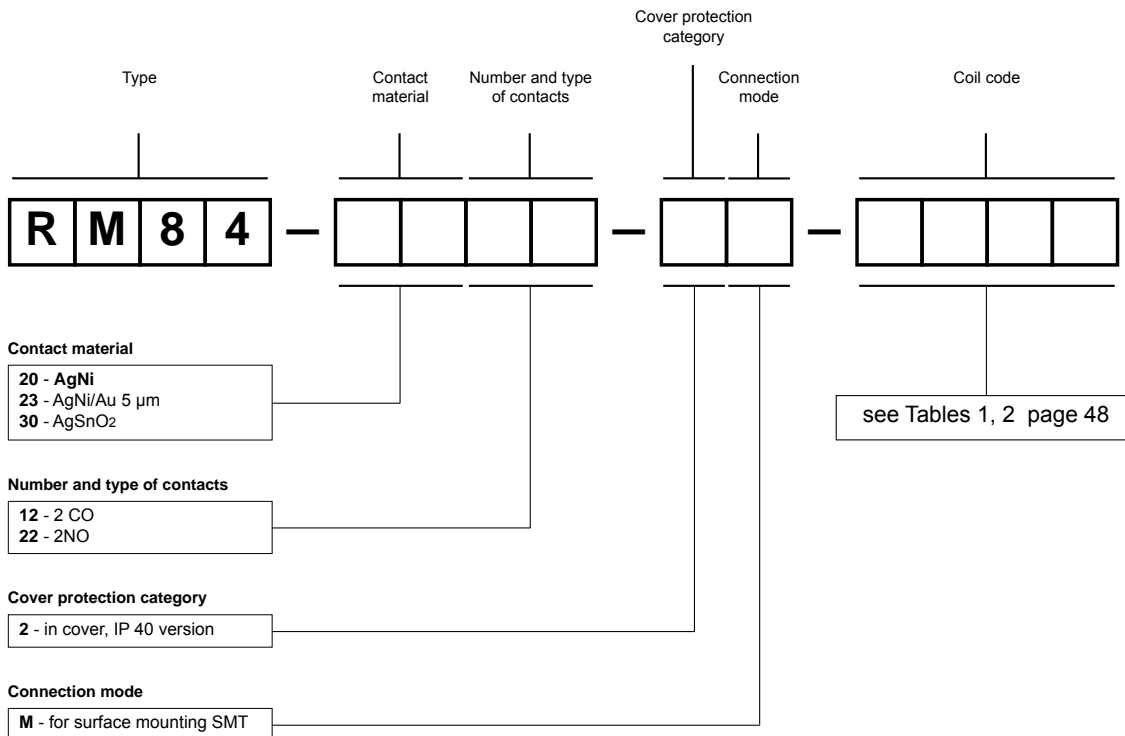 Cover protection
category
Type
Contact
material
Number and type
of contacts
Connection
mode
Coil code
RM84 – –
–
Contact material
20 - AgNi
23 - AgNi/Au 5 µm
30 - AgSnO2
see Tables 1, 2 page 48
Number and type of contacts
12 - 2 CO
22 - 2NO
Cover protection category
2 - in cover, IP 40 version
Connection mode
M - for surface mounting SMT